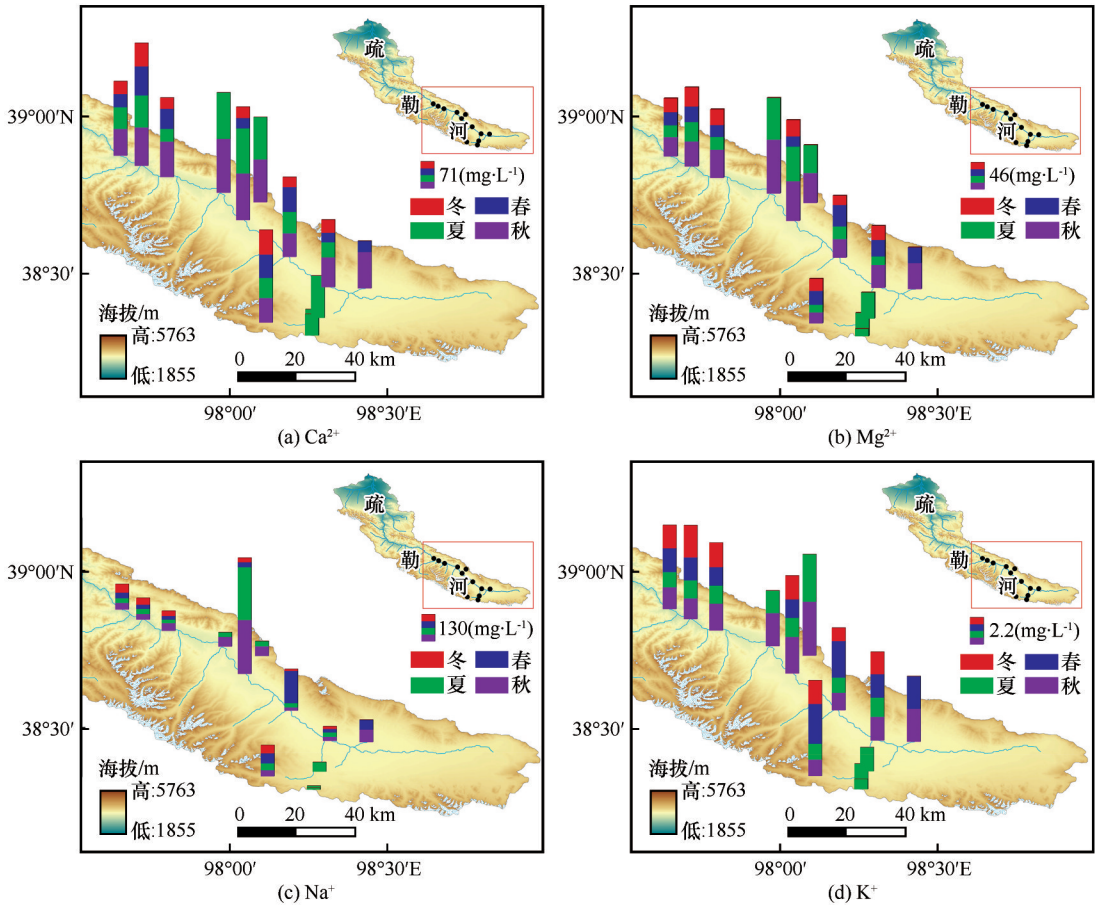 疏
勒
河
39°00′N
38°50′
71(mg·L⁻¹)
冬 春
夏 秋
海拔/m
高:5763
低:1855
0 20 40 km
98°00′ 98°30′E
(a) Ca²⁺
疏
勒
河
39°00′N
38°50′
46(mg·L⁻¹)
冬 春
夏 秋
海拔/m
高:5763
低:1855
0 20 40 km
98°00′ 98°30′E
(b) Mg²⁺
疏
勒
河
39°00′N
38°50′
130(mg·L⁻¹)
冬 春
夏 秋
海拔/m
高:5763
低:1855
0 20 40 km
98°00′ 98°30′E
(c) Na⁺
疏
勒
河
39°00′N
38°50′
2.2(mg·L⁻¹)
冬 春
夏 秋
海拔/m
高:5763
低:1855
0 20 40 km
98°00′ 98°30′E
(d) K⁺